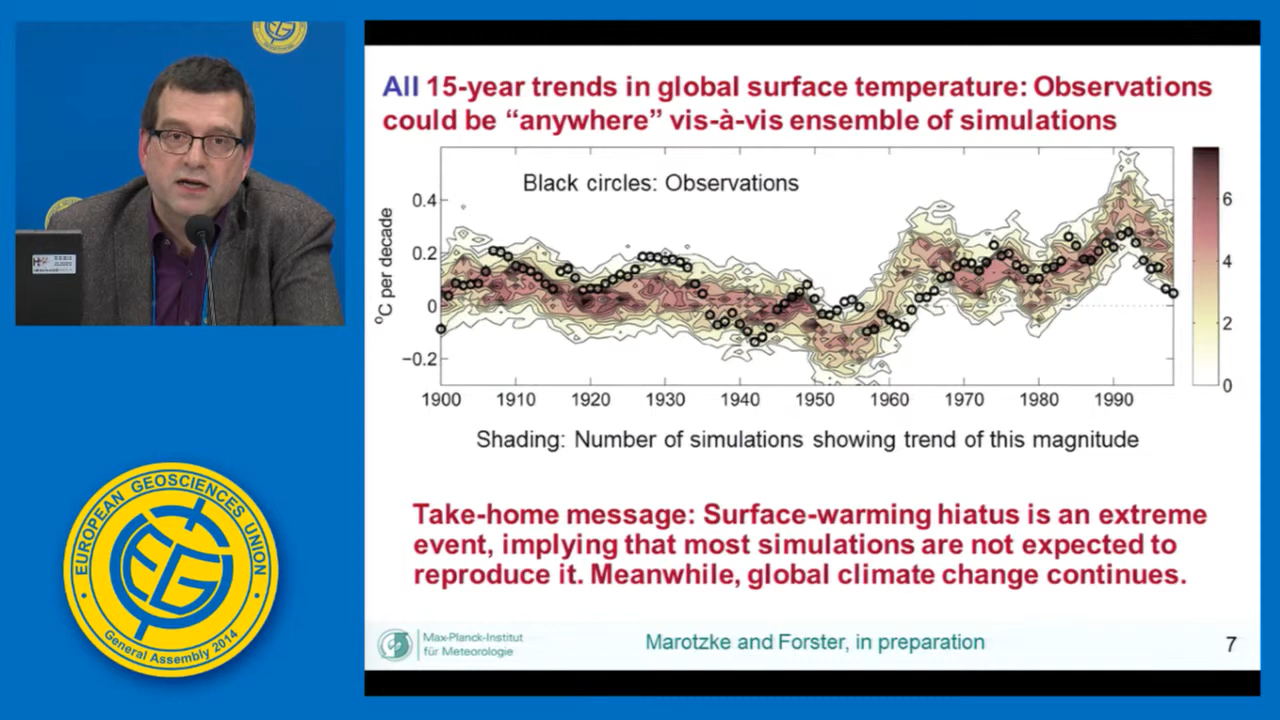 All 15-year trends in global surface temperature: Observations
could be “anywhere” vis-à-vis ensemble of simulations
Black circles: Observations
°C per decade
0.4
0.2
0
−0.2
1900 1910 1920 1930 1940 1950 1960 1970 1980 1990
6
4
2
0
Shading: Number of simulations showing trend of this magnitude
Take-home message: Surface-warming hiatus is an extreme
event, implying that most simulations are not expected to
reproduce it. Meanwhile, global climate change continues.
Max-Planck-Institut
für Meteorologie
Marotzke and Forster, in preparation
7
EUROPEAN GEOSCIENCES UNION
EGU
General Assembly 2014